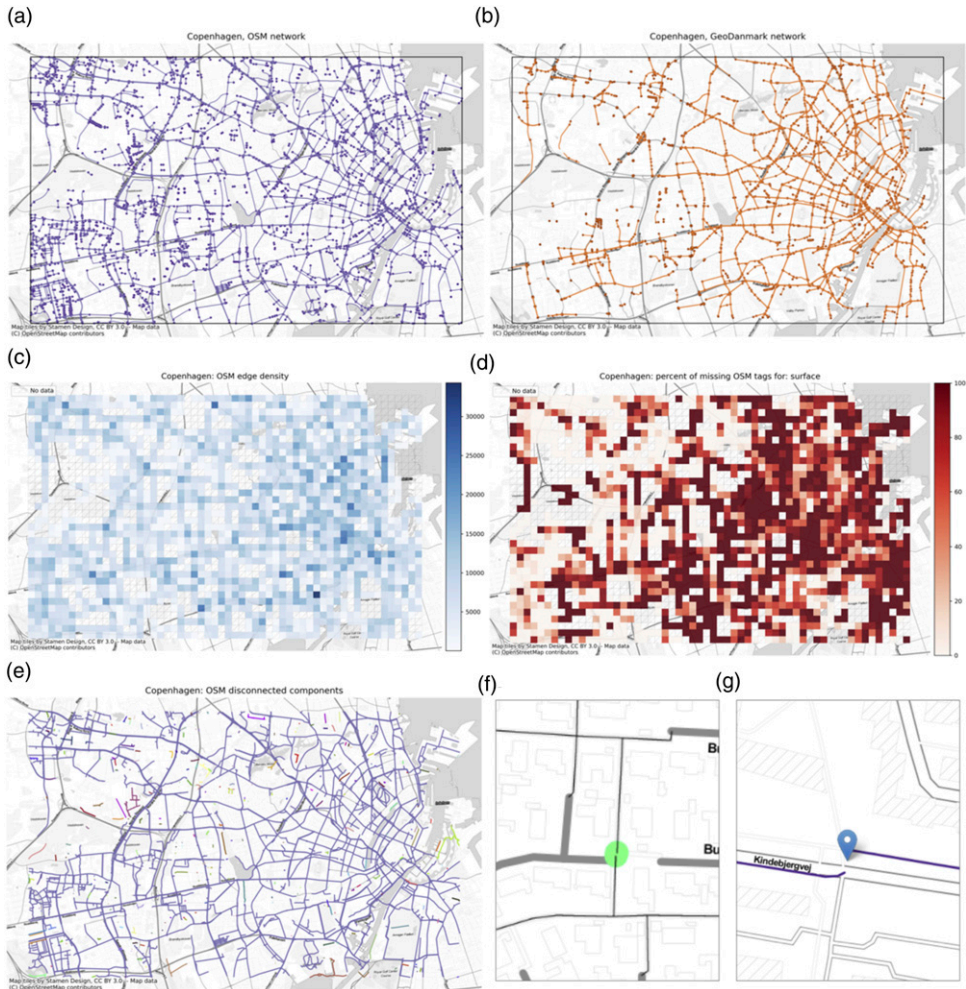 (a)
Copenhagen, OSM network
Map tiles by Stamen Design, CC BY 3.0 -- Map data
(C) OpenStreetMap contributors
(b)
Copenhagen, GeoDanmark network
Map tiles by Stamen Design, CC BY 3.0 -- Map data
(C) OpenStreetMap contributors
(c)
Copenhagen: OSM edge density
No data
30000
25000
20000
15000
10000
5000
Map tiles by Stamen Design, CC BY 3.0 -- Map data
(C) OpenStreetMap contributors
(d)
Copenhagen: percent of missing OSM tags for: surface
No data
100
80
60
40
20
0
Map tiles by Stamen Design, CC BY 3.0 -- Map data
(C) OpenStreetMap contributors
(e)
Copenhagen: OSM disconnected components
Map tiles by Stamen Design, CC BY 3.0 -- Map data
(C) OpenStreetMap contributors
(f)
Bu
Bu
(g)
Kindebjergvej